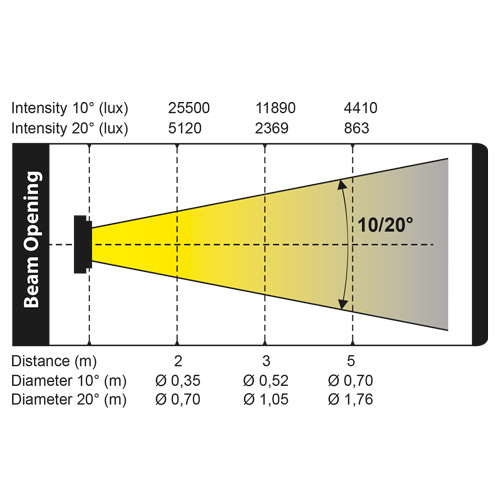 Intensity 10° (lux) 25500 11890 4410
Intensity 20° (lux) 5120 2369 863
Beam Opening
10/20°
Distance (m) 2 3 5
Diameter 10° (m) Ø 0,35 Ø 0,52 Ø 0,70
Diameter 20° (m) Ø 0,70 Ø 1,05 Ø 1,76